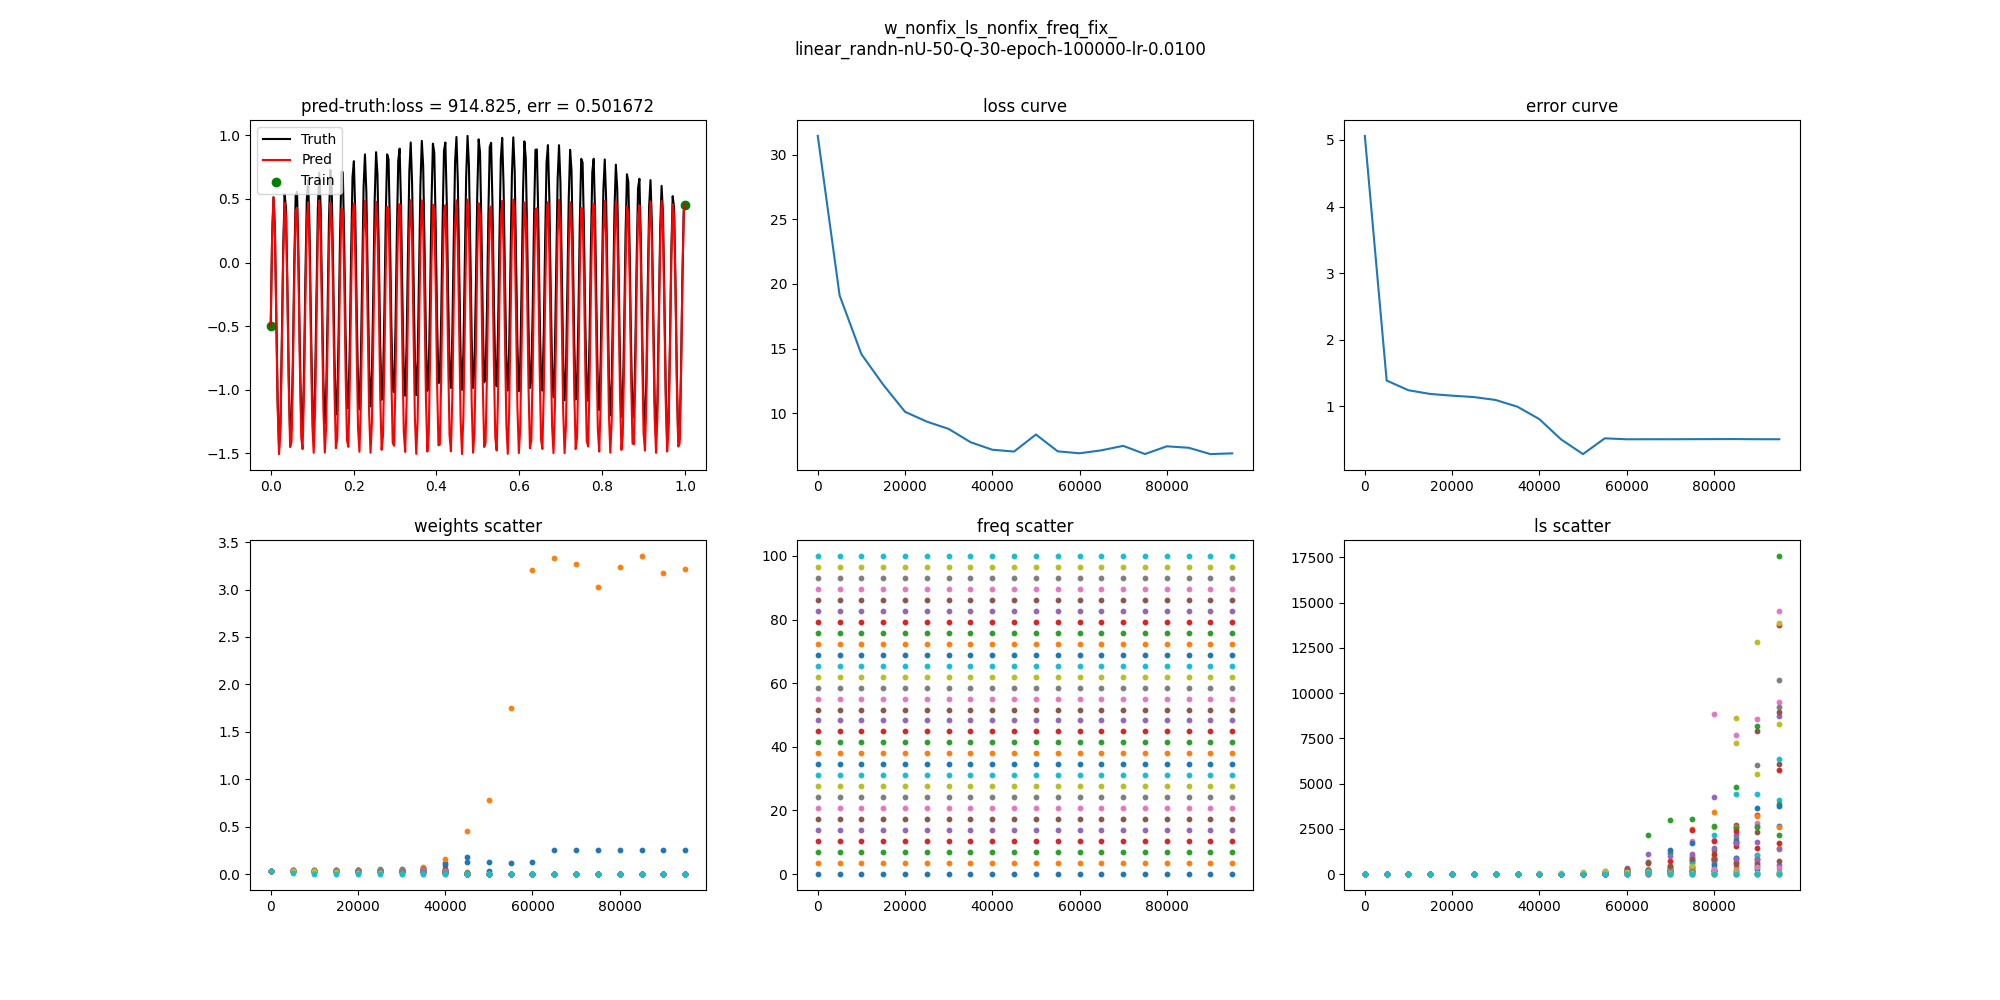 w_nonfix_ls_nonfix_freq_fix_
linear_randn-nU-50-Q-30-epoch-100000-lr-0.0100
pred-truth:loss = 914.825, err = 0.501672
Truth
Pred
Train
1.0
0.5
0.0
−0.5
−1.0
−1.5
0.0 0.2 0.4 0.6 0.8 1.0
loss curve
30
25
20
15
10
0 20000 40000 60000 80000
error curve
5
4
3
2
1
0 20000 40000 60000 80000
weights scatter
3.5
3.0
2.5
2.0
1.5
1.0
0.5
0.0
0 20000 40000 60000 80000
freq scatter
100
80
60
40
20
0
0 20000 40000 60000 80000
ls scatter
17500
15000
12500
10000
7500
5000
2500
0
0 20000 40000 60000 80000